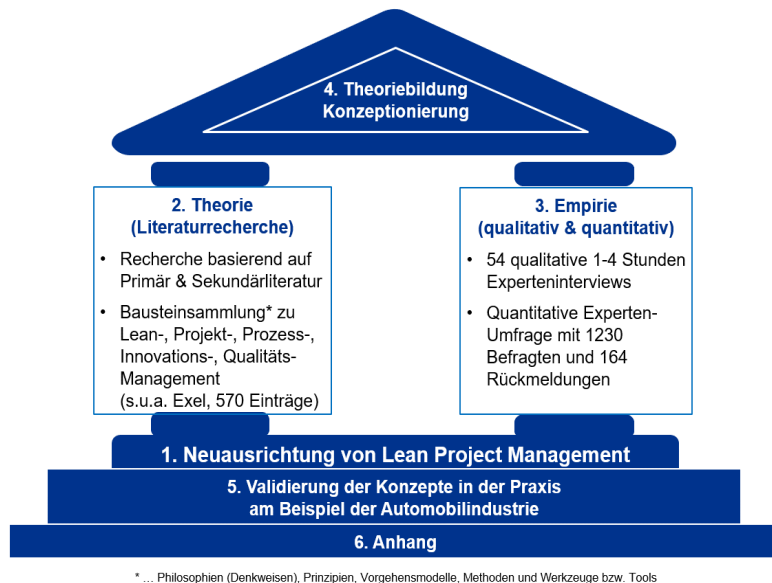 4. Theoriebildung
Konzeptionierung
2. Theorie
(Literaturrecherche)
• Recherche basierend auf
Primär & Sekundärliteratur
• Bausteinsammlung* zu
Lean-, Projekt-, Prozess-,
Innovations-, Qualitäts-
Management
(s.u.a. Exel, 570 Einträge)
3. Empirie
(qualitativ & quantitativ)
• 54 qualitative 1-4 Stunden
Experteninterviews
• Quantitative Experten-
Umfrage mit 1230
Befragten und 164
Rückmeldungen
1. Neuausrichtung von Lean Project Management
5. Validierung der Konzepte in der Praxis
am Beispiel der Automobilindustrie
6. Anhang
* ... Philosophien (Denkweisen), Prinzipien, Vorgehensmodelle, Methoden und Werkzeuge bzw. Tools